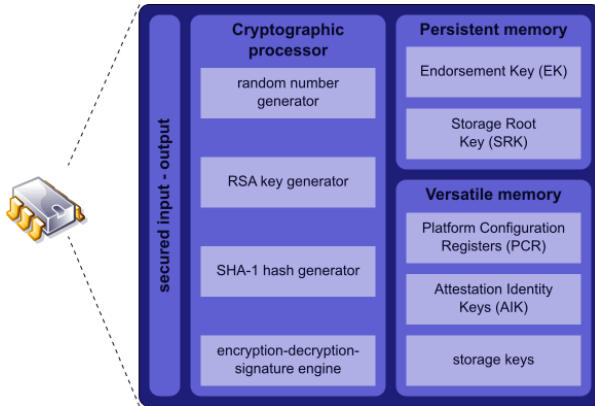 secured input - output
Cryptographic
processor
random number
generator
RSA key generator
SHA-1 hash generator
encryption-decryption-
signature engine
Persistent memory
Endorsement Key (EK)
Storage Root
Key (SRK)
Versatile memory
Platform Configuration
Registers (PCR)
Attestation Identity
Keys (AIK)
storage keys